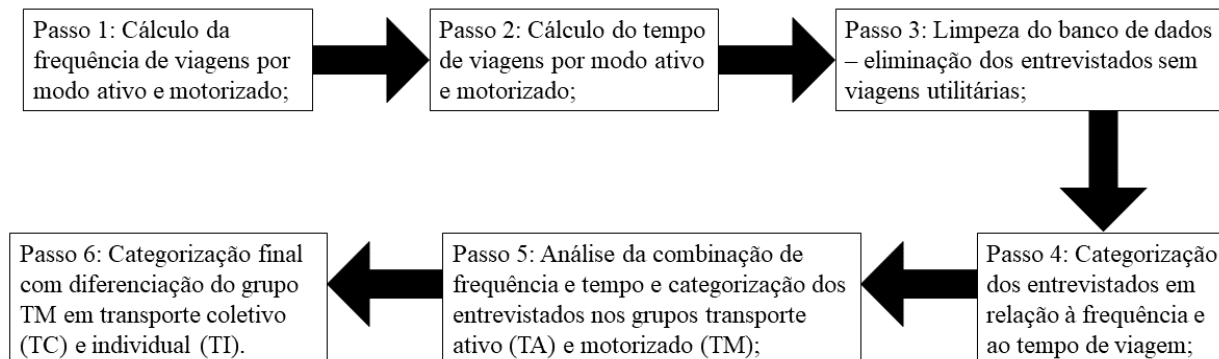 Passo 1: Cálculo da
frequência de viagens por
modo ativo e motorizado;
Passo 2: Cálculo do tempo
de viagens por modo ativo
e motorizado;
Passo 3: Limpeza do banco de dados
– eliminação dos entrevistados sem
viagens utilitárias;
Passo 4: Categorização
dos entrevistados em
relação à frequência e
ao tempo de viagem;
Passo 5: Análise da combinação de
frequência e tempo e categorização dos
entrevistados nos grupos transporte
ativo (TA) e motorizado (TM);
Passo 6: Categorização final
com diferenciação do grupo
TM em transporte coletivo
(TC) e individual (TI).